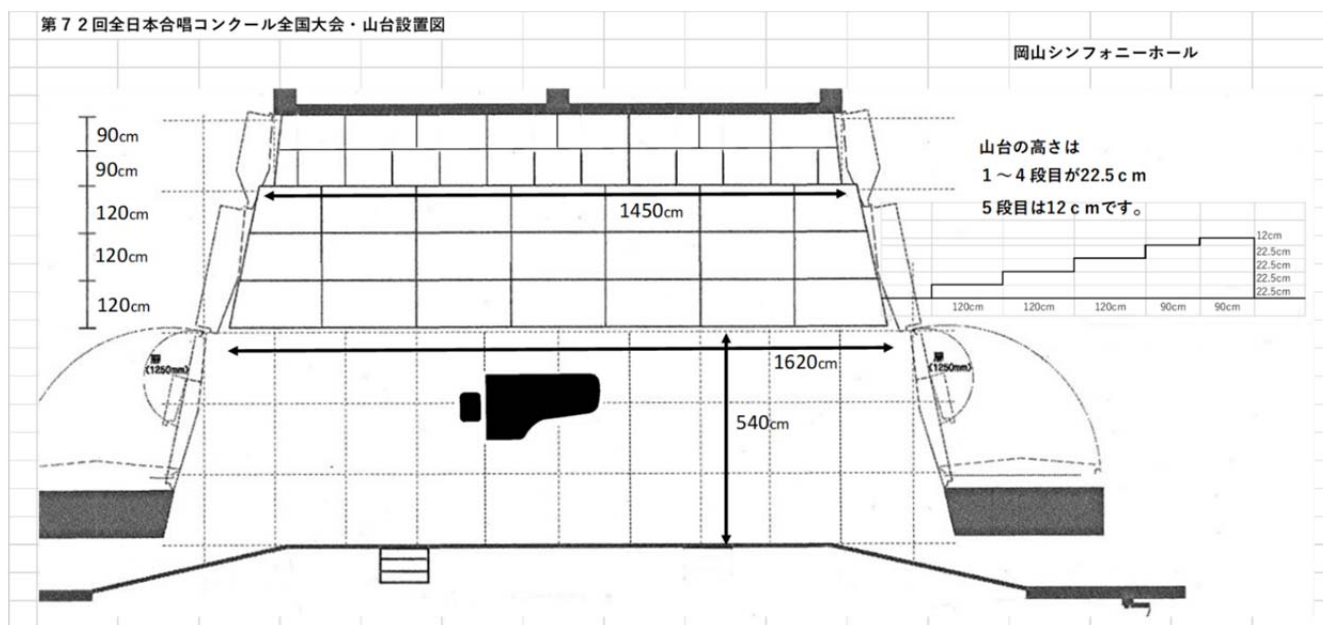 第７２回全日本合唱コンクール全国大会・山台設置図
岡山シンフォニーホール
90cm
90cm
120cm
120cm
120cm
1450cm
山台の高さは
１～４段目が22.5ｃｍ
５段目は12ｃｍです。
12cm
22.5cm
22.5cm
22.5cm
22.5cm
120cm
120cm
120cm
90cm
90cm
扉
(1250mm)
1620cm
扉
(1250mm)
540cm